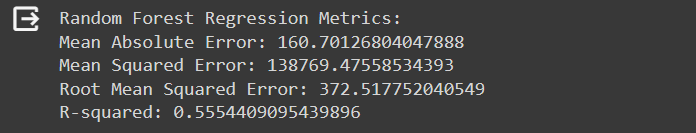 Random Forest Regression Metrics:
Mean Absolute Error: 160.70126804047888
Mean Squared Error: 138769.47558534393
Root Mean Squared Error: 372.517752040549
R-squared: 0.5554409095439896